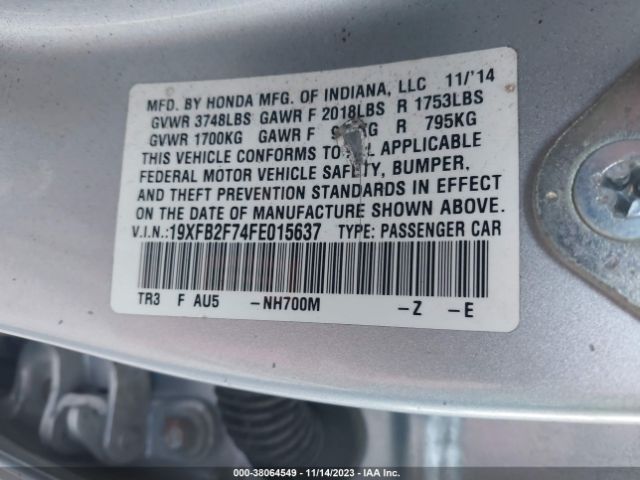 MFD. BY HONDA MFG. OF INDIANA, LLC 11/'14
GVWR 3748LBS GAWR F 2018LBS R 1753LBS
GVWR 1700KG GAWR F R 795KG
THIS VEHICLE CONFORMS TO APPLICABLE
FEDERAL MOTOR VEHICLE SAFETY, BUMPER,
AND THEFT PREVENTION STANDARDS IN EFFECT
ON THE DATE OF MANUFACTURE SHOWN ABOVE.
V.I.N.:19XFB2F74FE015637 TYPE: PASSENGER CAR
TR3 F AU5 -NH700M -Z -E
000-38064549 - 11/14/2023 - IAA Inc.